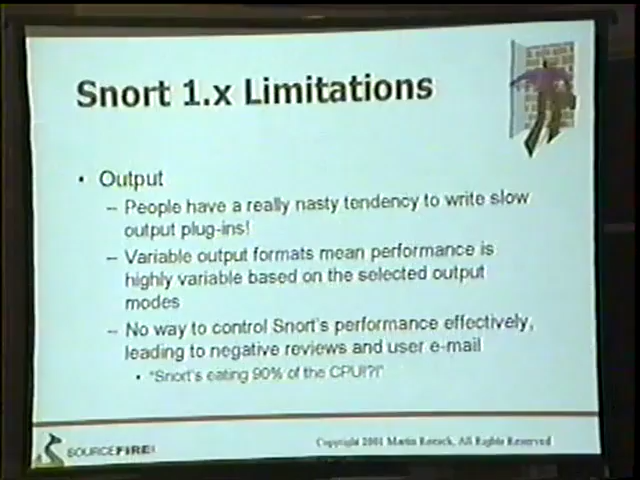 Snort 1.x Limitations
• Output
– People have a really nasty tendency to write slow
output plug-ins!
– Variable output formats mean performance is
highly variable based on the selected output
modes
– No way to control Snort's performance effectively,
leading to negative reviews and user e-mail
• "Snort's eating 90% of the CPU!?!"
SOURCEFIRE!
Copyright 2001 Martin Roesch, All Rights Reserved